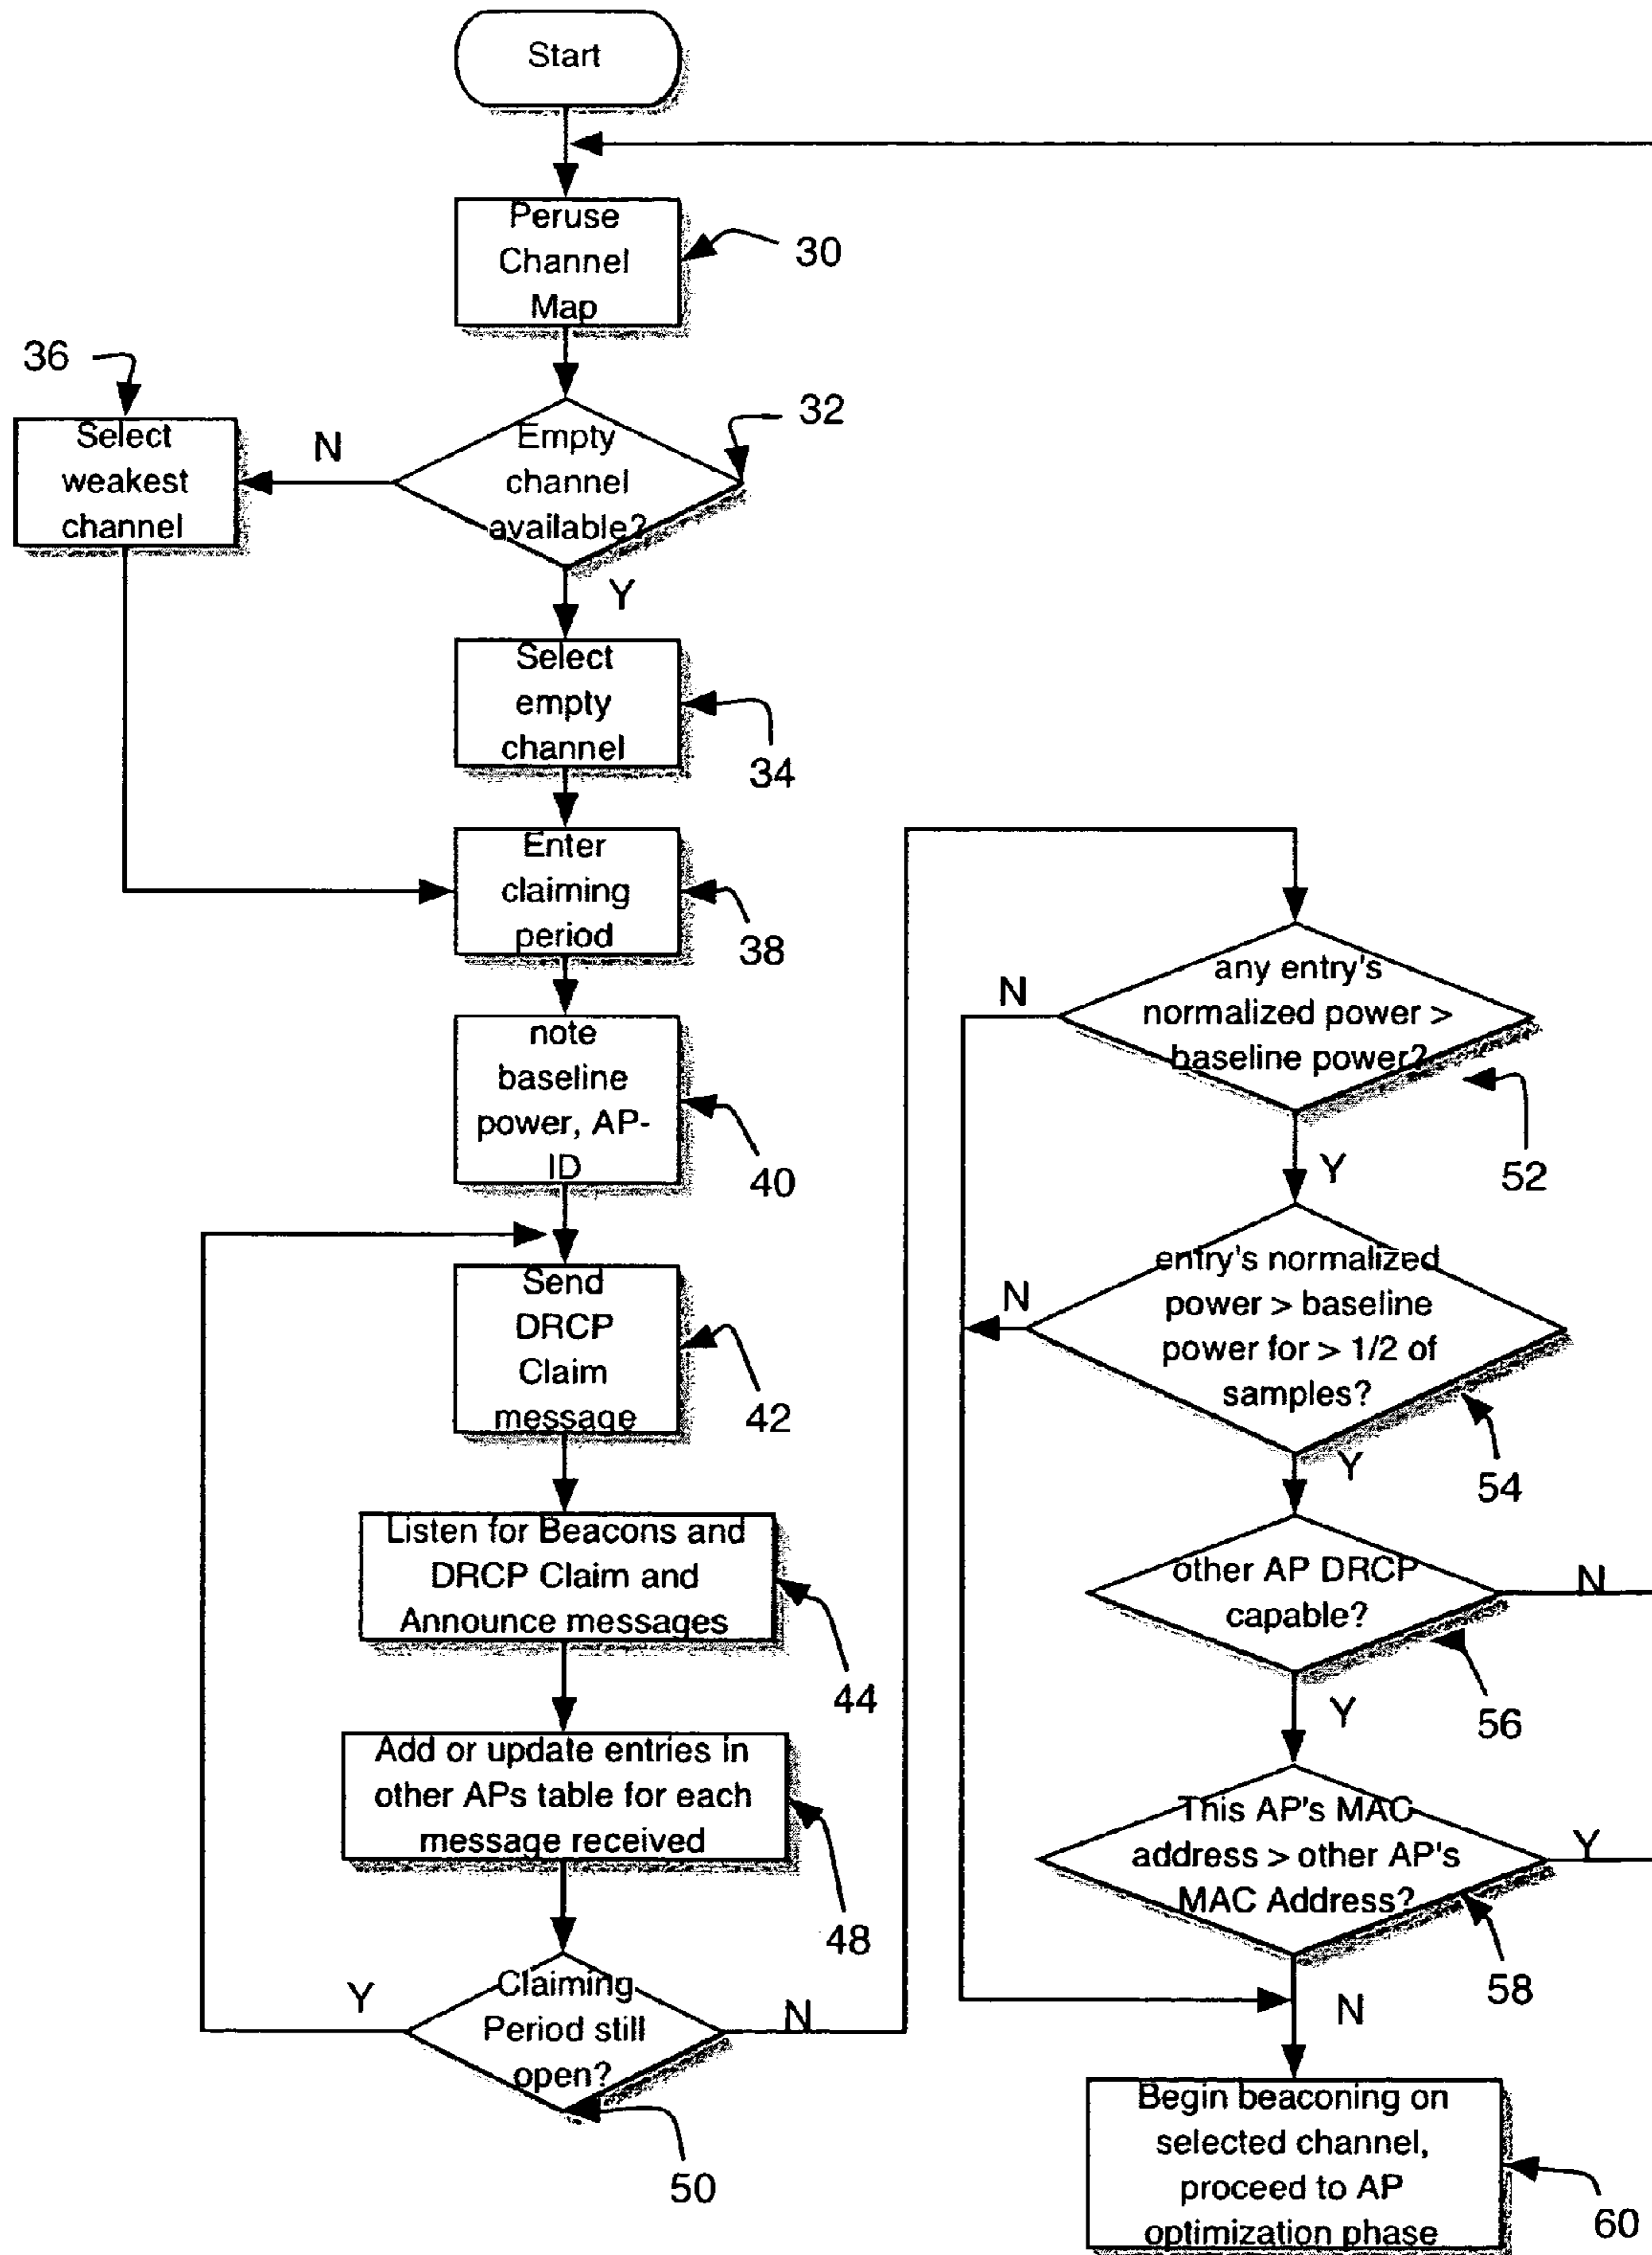 Start
Peruse
Channel
Map
30
36
Select
weakest
channel
N
Empty
channel
available?
32
Y
Select
empty
channel
34
Enter
claiming
period
38
note
baseline
power, AP-
ID
40
Send
DRCP
Claim
message
42
Listen for Beacons and
DRCP Claim and
Announce messages
44
Add or update entries in
other APs table for each
message received
48
Y
Claiming
Period still
open?
N
50
any entry's
normalized power >
baseline power?
N
52
Y
entry's normalized
power > baseline
power for > 1/2 of
samples?
N
54
Y
other AP DRCP
capable?
N
56
Y
This AP's MAC
address > other AP's
MAC Address?
Y
58
N
Begin beaconing on
selected channel,
proceed to AP
optimization phase
60